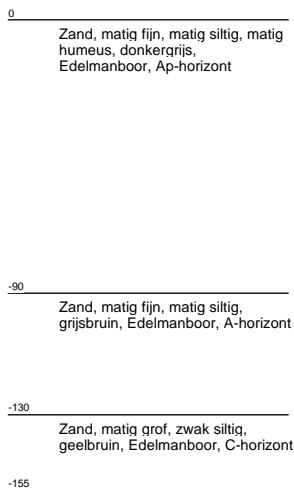 0
Zand, matig fijn, matig siltig, matig
humeus, donkergrijs,
Edelmanboor, Ap-horizont
-90
Zand, matig fijn, matig siltig,
grijsbruin, Edelmanboor, A-horizont
-130
Zand, matig grof, zwak siltig,
geelbruin, Edelmanboor, C-horizont
-155